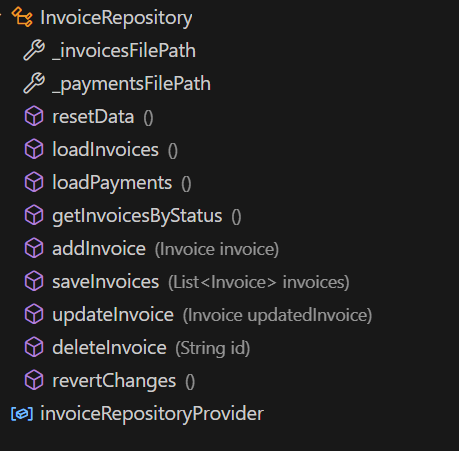 InvoiceRepository
_invoicesFilePath
_paymentsFilePath
resetData ()
loadInvoices ()
loadPayments ()
getInvoicesByStatus ()
addInvoice (Invoice invoice)
saveInvoices (List<Invoice> invoices)
updateInvoice (Invoice updatedInvoice)
deleteInvoice (String id)
revertChanges ()
invoiceRepositoryProvider